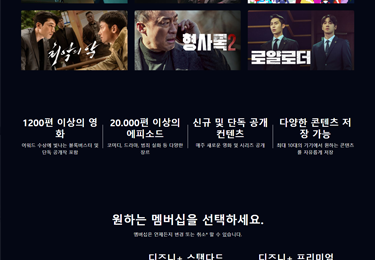 최악의 악
형사록2
로얄로더
1200편 이상의 영
화
어워드 수상에 빛나는 블록버스터 및
단독 공개작 포함
20.000편 이상의
에피소드
코미디, 드라마, 범죄 실화 등 다양한
장르
신규 및 단독 공개
컨텐츠
매주 새로운 영화 및 시리즈 공개
다양한 콘텐츠 저
장 가능
최대 10대의 기기에서 원하는 콘텐츠
를 자유롭게 저장
원하는 멤버십을 선택하세요.
멤버십은 언제든지 변경 또는 취소* 할 수 있습니다.
디즈니+ 스탠다드
디즈니+ 프리미엄